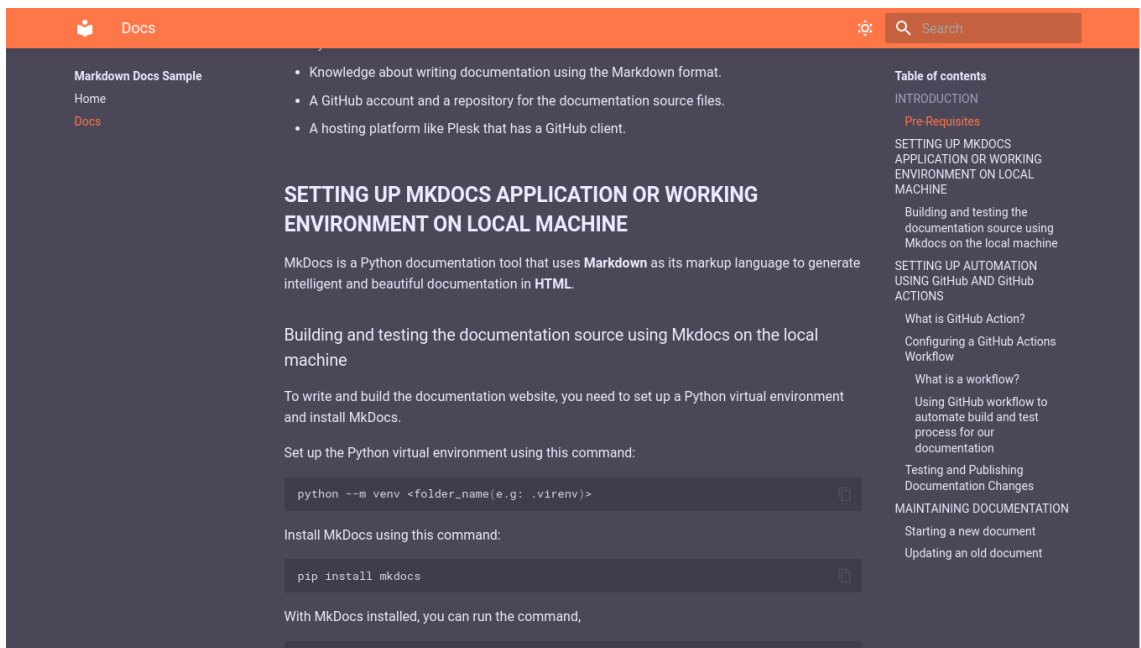 Docs
Search
Markdown Docs Sample
Home
Docs
• Knowledge about writing documentation using the Markdown format.
• A GitHub account and a repository for the documentation source files.
• A hosting platform like Plesk that has a GitHub client.
SETTING UP MKDOCS APPLICATION OR WORKING
ENVIRONMENT ON LOCAL MACHINE
MkDocs is a Python documentation tool that uses Markdown as its markup language to generate
intelligent and beautiful documentation in HTML.
Building and testing the documentation source using Mkdocs on the local
machine
To write and build the documentation website, you need to set up a Python virtual environment
and install MkDocs.
Set up the Python virtual environment using this command:
python --m venv <folder_name(e.g: .virenv)>
Install MkDocs using this command:
pip install mkdocs
With MkDocs installed, you can run the command,
Table of contents
INTRODUCTION
Pre-Requisites
SETTING UP MKDOCS
APPLICATION OR WORKING
ENVIRONMENT ON LOCAL
MACHINE
Building and testing the
documentation source using
Mkdocs on the local machine
SETTING UP AUTOMATION
USING GitHub AND GitHub
ACTIONS
What is GitHub Action?
Configuring a GitHub Actions
Workflow
What is a workflow?
Using GitHub workflow to
automate build and test
process for our
documentation
Testing and Publishing
Documentation Changes
MAINTAINING DOCUMENTATION
Starting a new document
Updating an old document